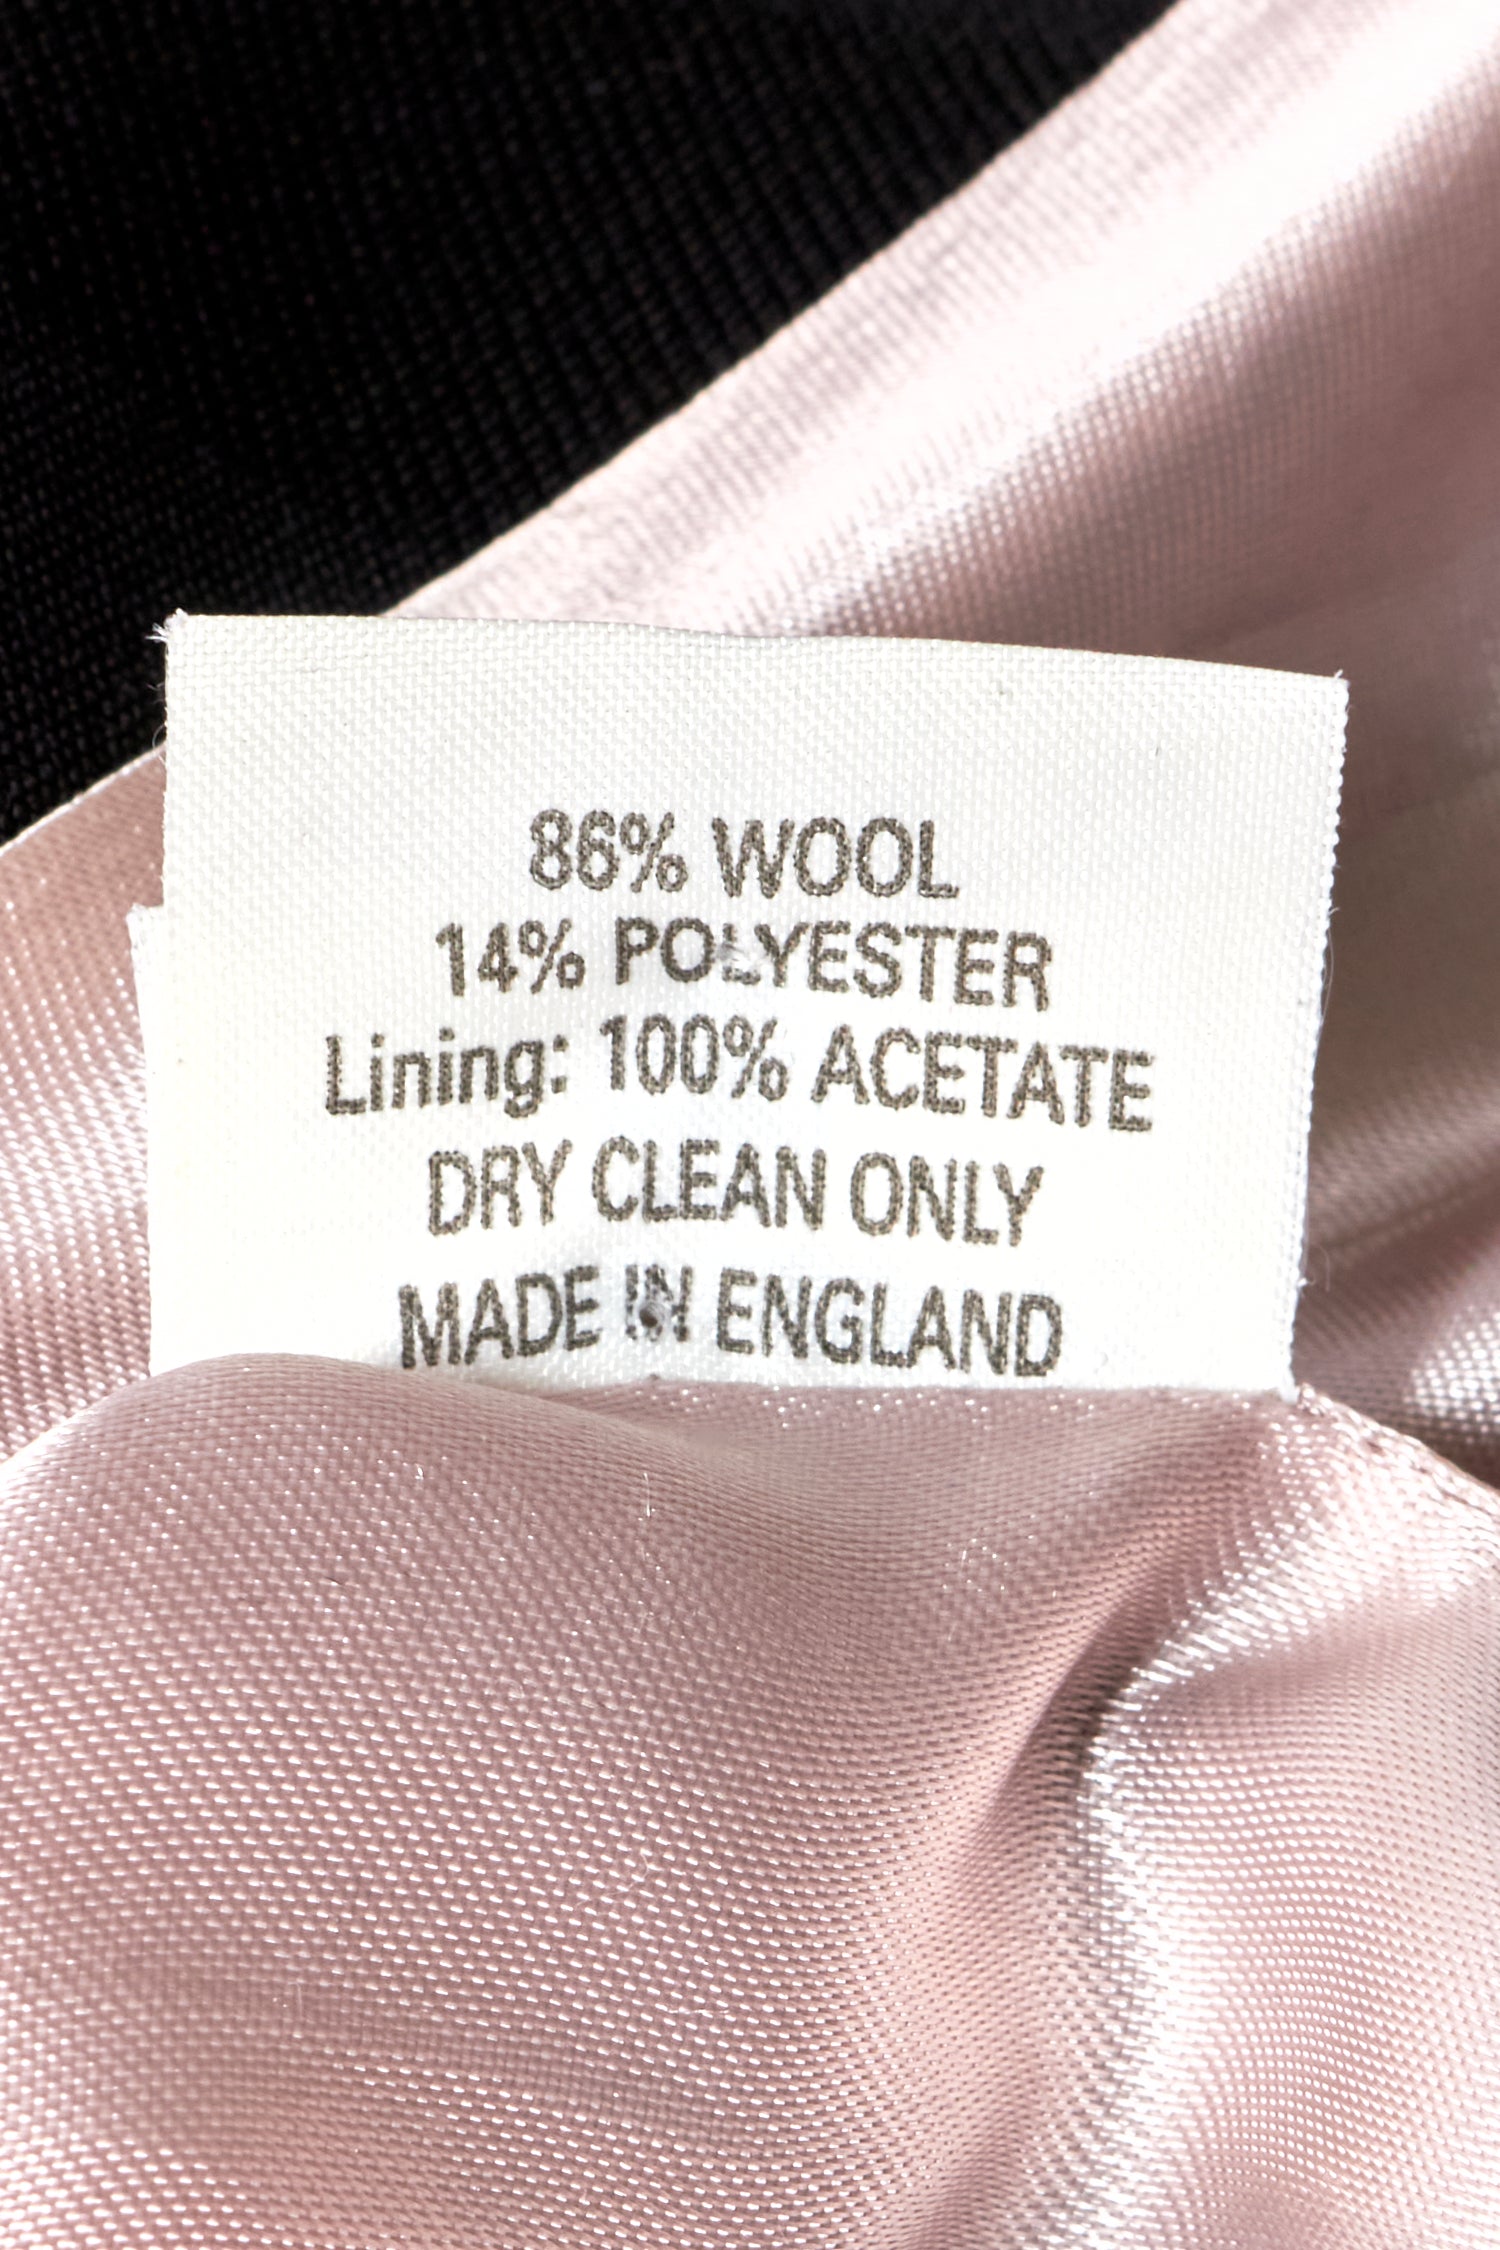 86% WOOL
14% POLYESTER
Lining: 100% ACETATE
DRY CLEAN ONLY
MADE IN ENGLAND